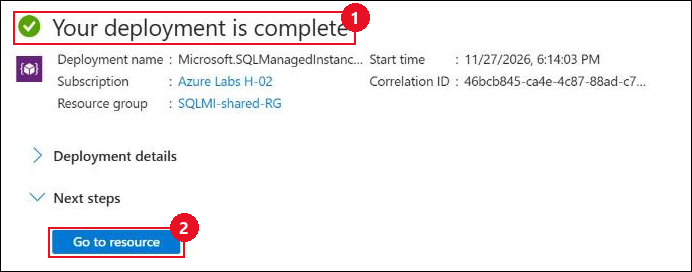 Your deployment is complete 1
Deployment name : Microsoft.SQLManagedInstanc... Start time : 11/27/2026, 6:14:03 PM
Subscription : Azure Labs H-02 Correlation ID : 46bcb845-ca4e-4c87-88ad-c7...
Resource group : SQLMI-shared-RG
Deployment details
Next steps
Go to resource 2